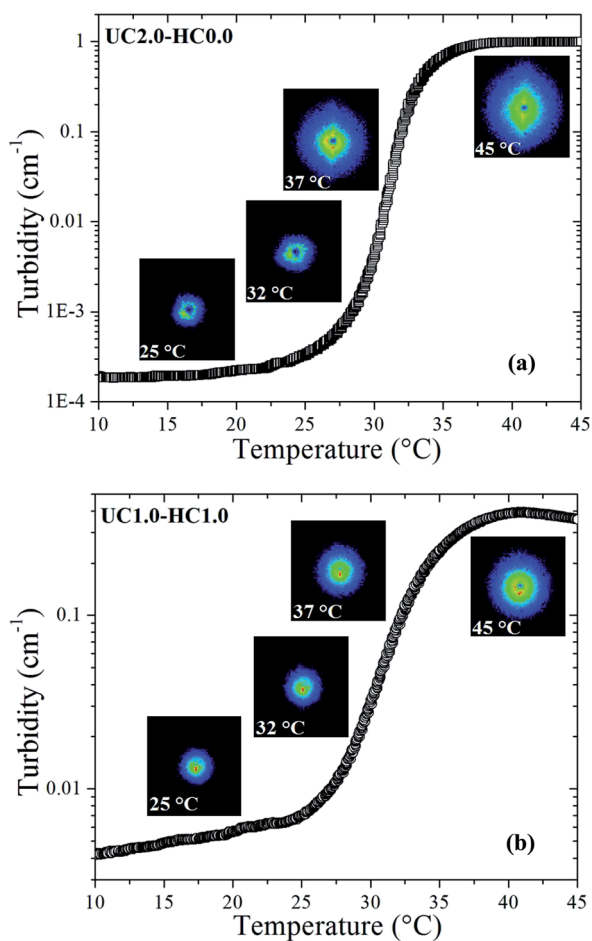 UC2.0-HC0.0
1
0.1
0.01
1E-3
1E-4
Turbidity (cm⁻¹)
45 °C
37 °C
32 °C
25 °C
(a)
10 15 20 25 30 35 40 45
Temperature (°C)
UC1.0-HC1.0
0.1
0.01
Turbidity (cm⁻¹)
37 °C
45 °C
32 °C
25 °C
(b)
10 15 20 25 30 35 40 45
Temperature (°C)